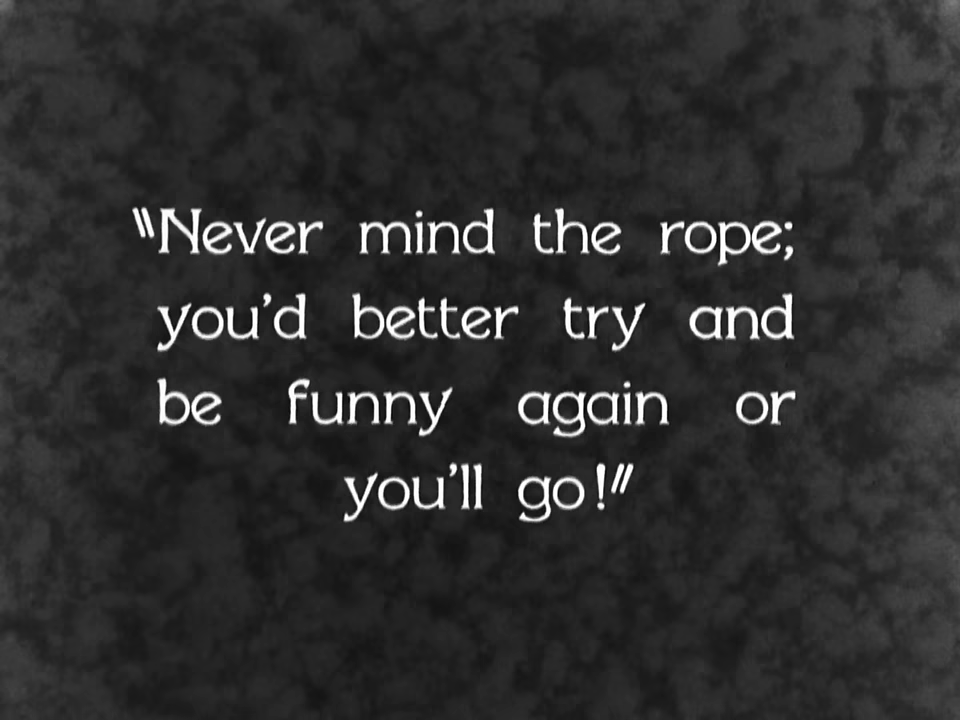 "Never mind the rope;
you'd better try and
be funny again or
you'll go!"